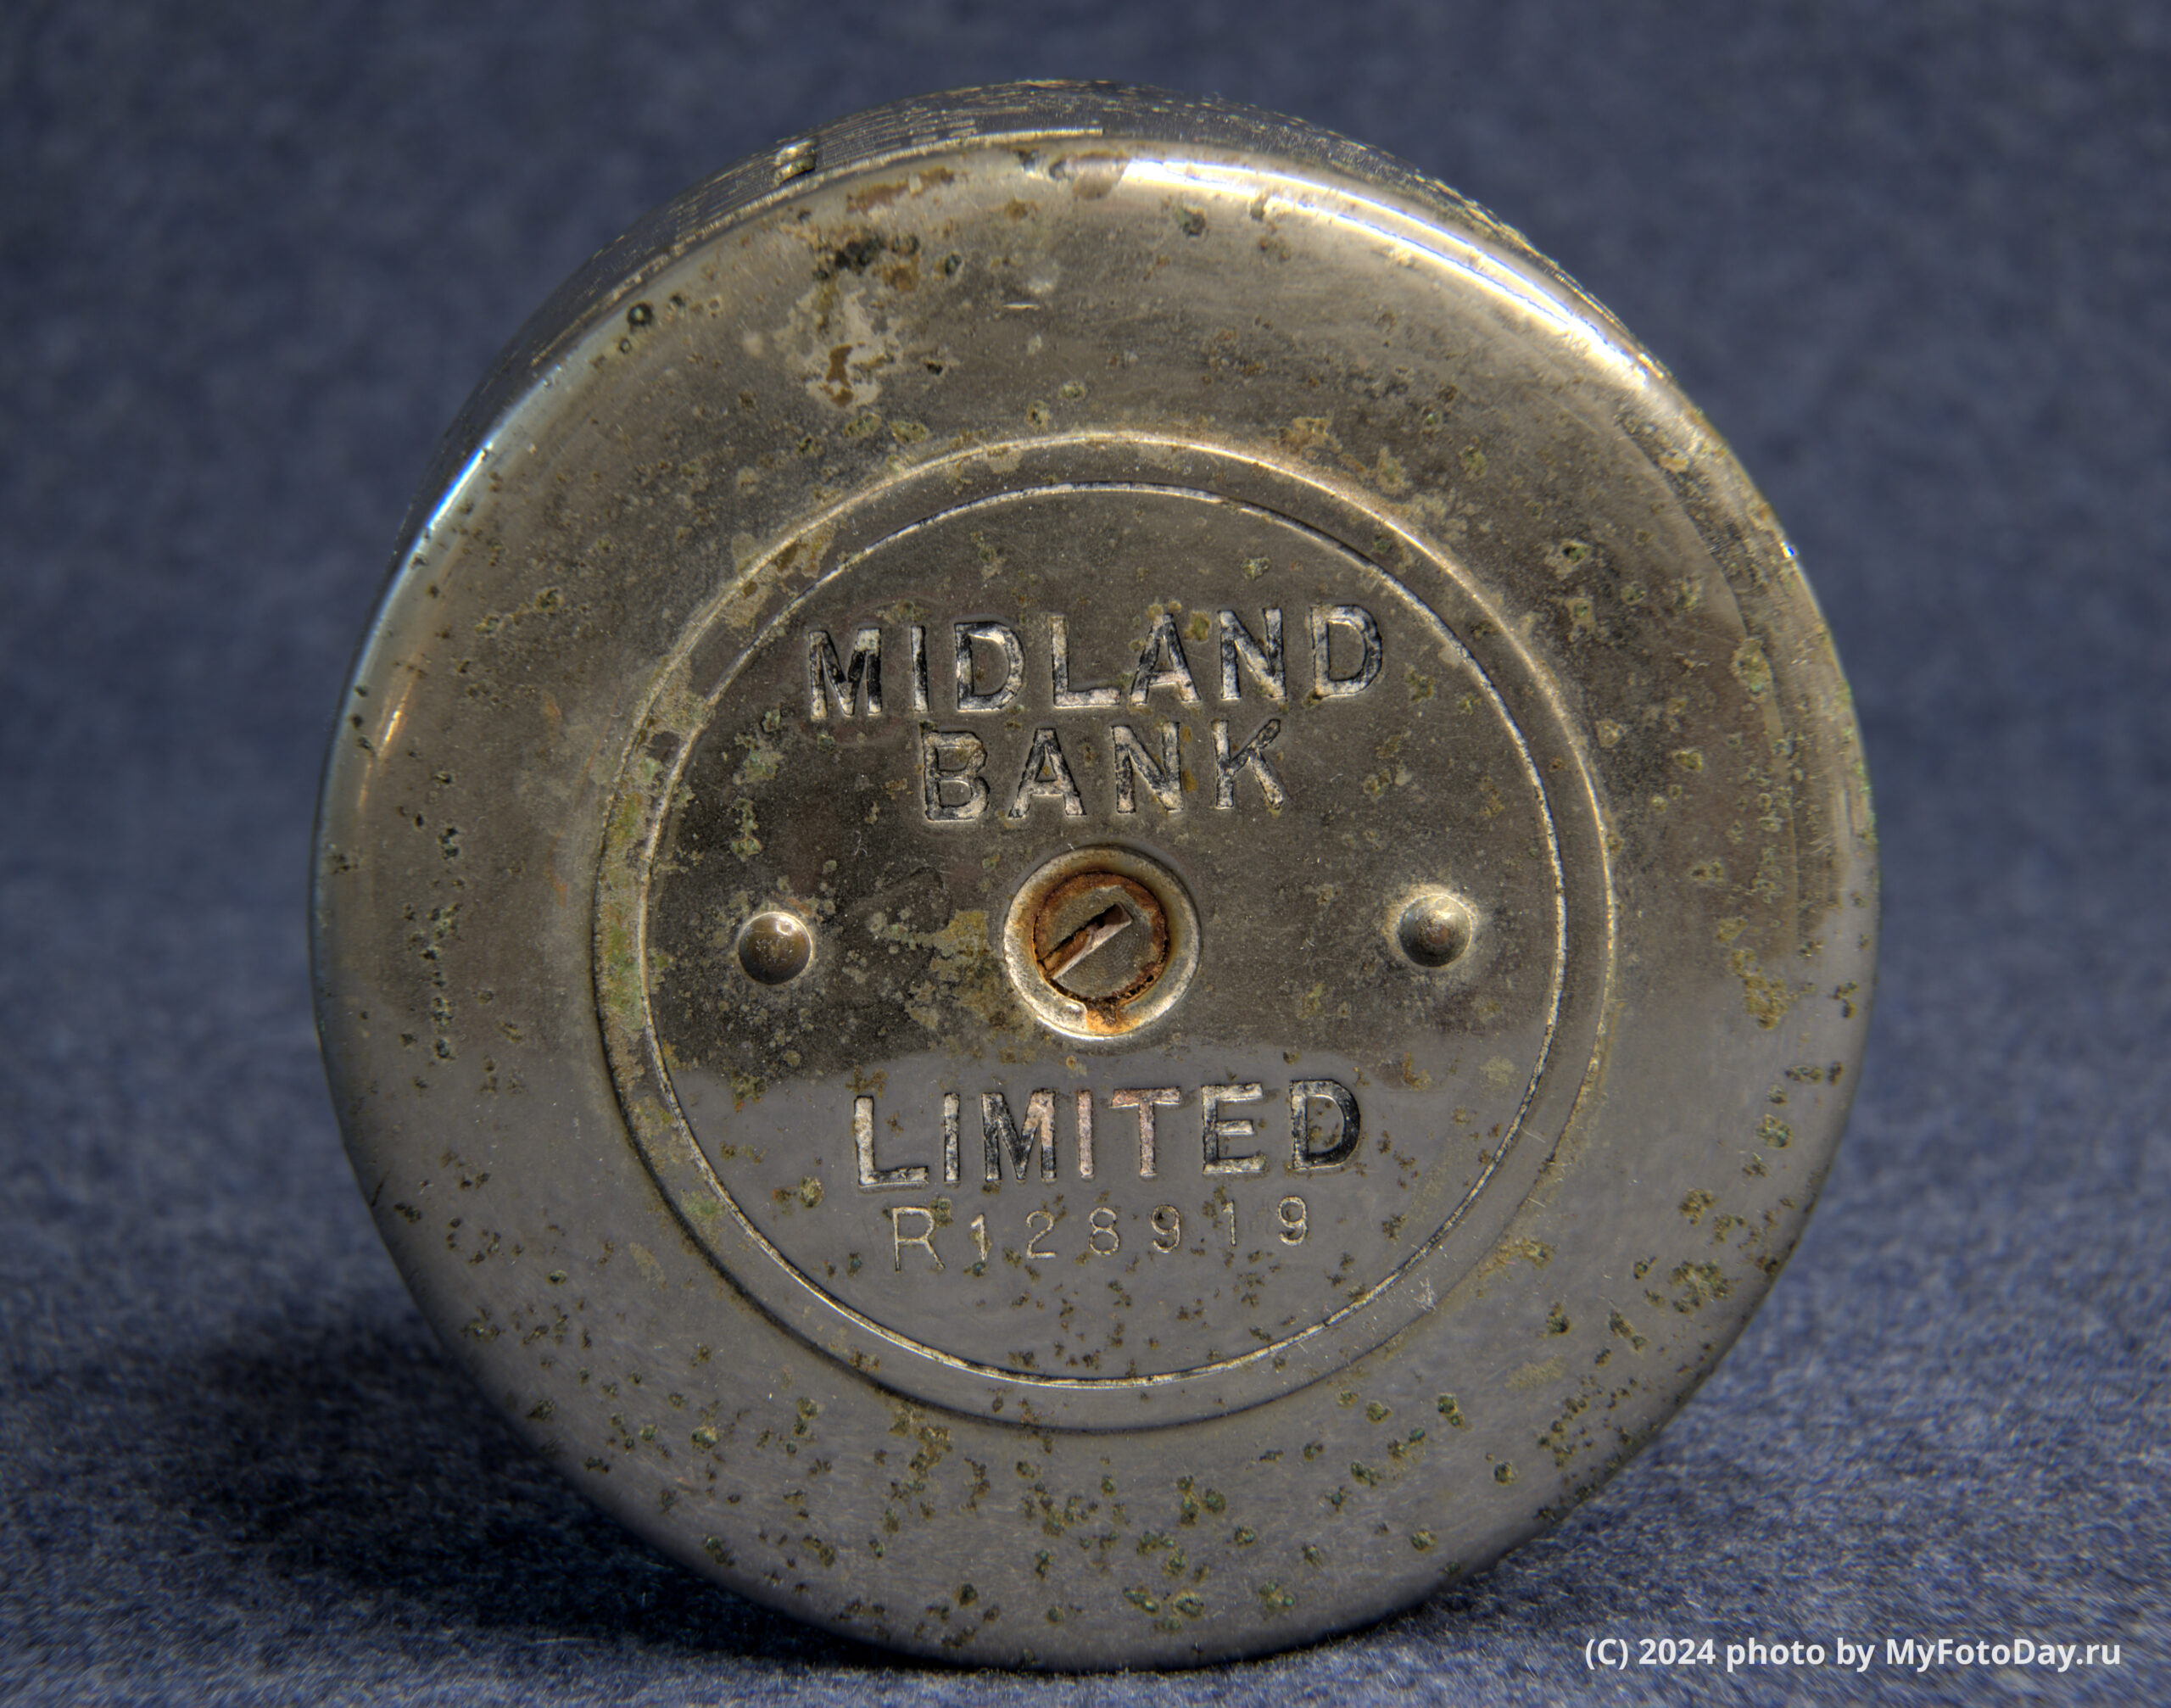 MIDLAND
BANK
LIMITED
R128919
(C) 2024 photo by MyFotoDay.ru